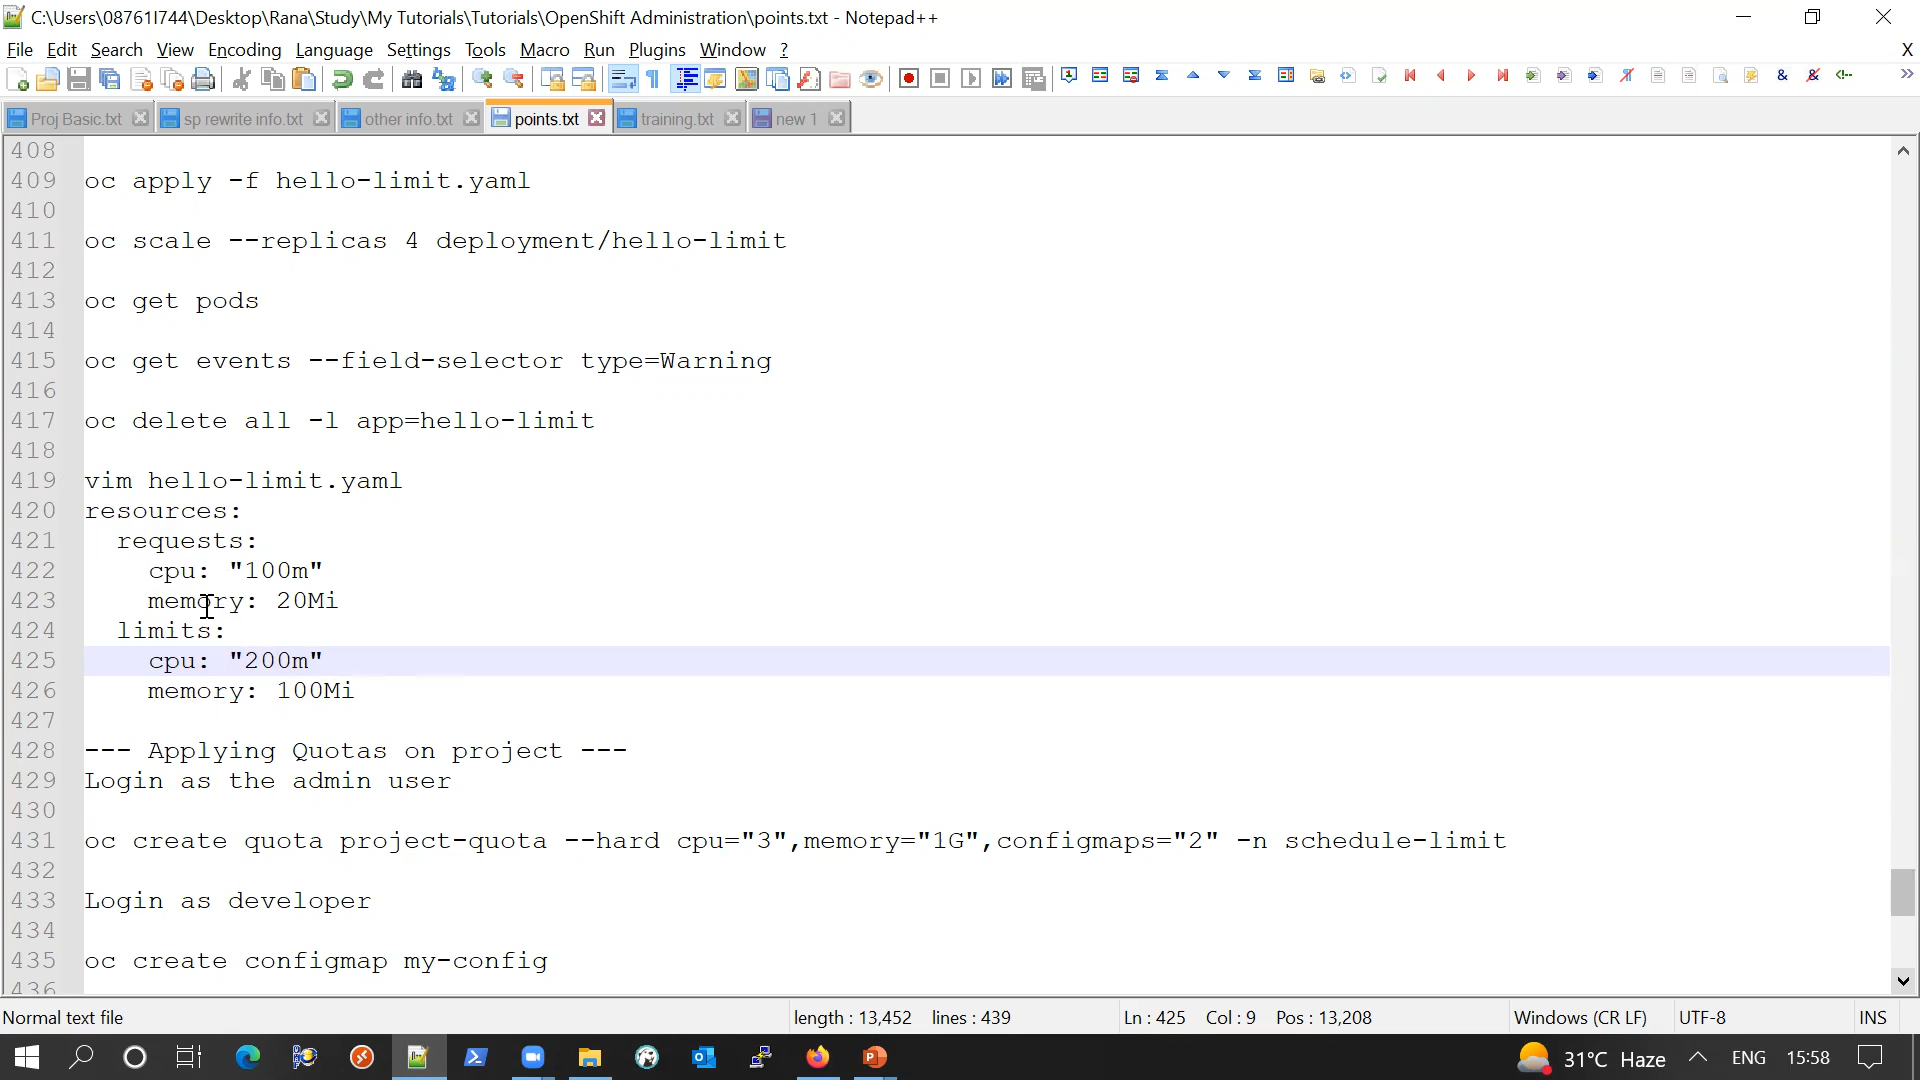 C:\Users\08761I744\Desktop\Rana\Study\My Tutorials\Tutorials\OpenShift Administration\points.txt - Notepad++
File Edit Search View Encoding Language Settings Tools Macro Run Plugins Window ? X
Proj Basic.txt sp rewrite info.txt other info.txt points.txt training.txt new 1
408
409 oc apply -f hello-limit.yaml
410
411 oc scale --replicas 4 deployment/hello-limit
412
413 oc get pods
414
415 oc get events --field-selector type=Warning
416
417 oc delete all -l app=hello-limit
418
419 vim hello-limit.yaml
420 resources:
421   requests:
422     cpu: "100m"
423     memory: 20Mi
424   limits:
425     cpu: "200m"
426     memory: 100Mi
427
428 --- Applying Quotas on project ---
429 Login as the admin user
430
431 oc create quota project-quota --hard cpu="3",memory="1G",configmaps="2" -n schedule-limit
432
433 Login as developer
434
435 oc create configmap my-config
436
Normal text file length : 13,452 lines : 439 Ln : 425 Col : 9 Pos : 13,208 Windows (CR LF) UTF-8 INS
31°C Haze ENG 15:58